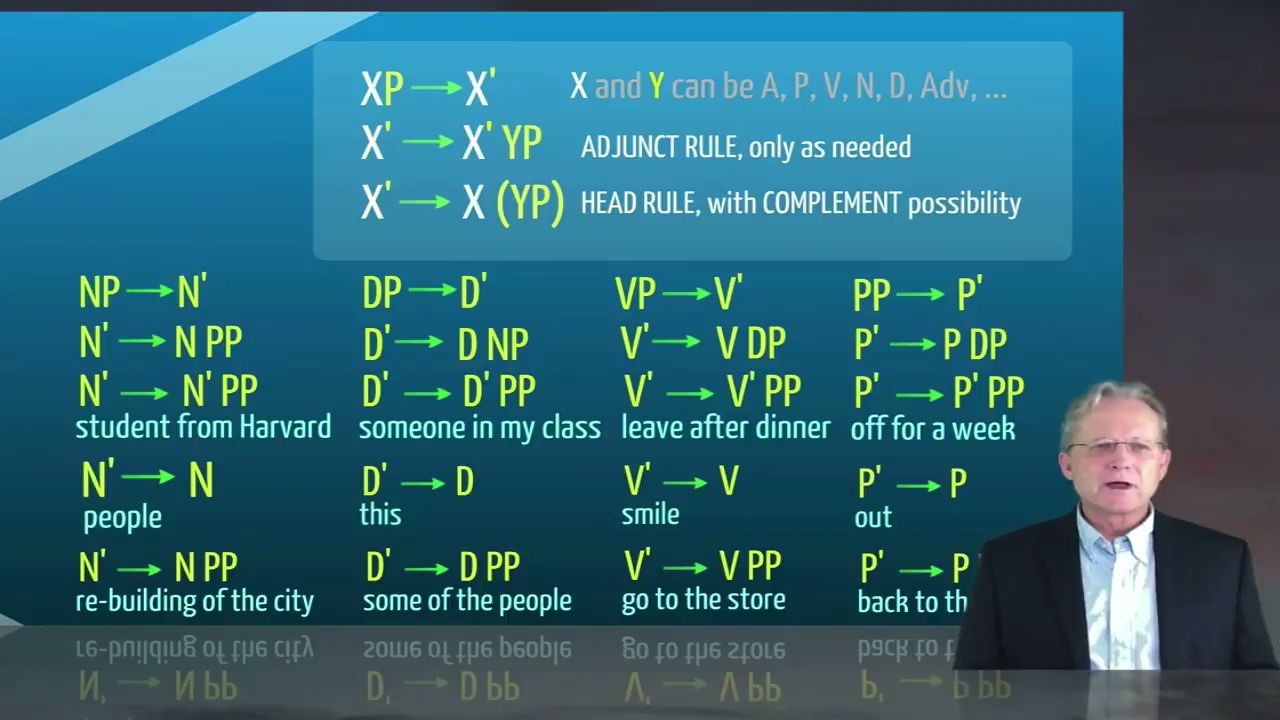 XP → X' X and Y can be A, P, V, N, D, Adv, ...
X' → X' YP ADJUNCT RULE, only as needed
X' → X (YP) HEAD RULE, with COMPLEMENT possibility
NP → N' DP → D' VP → V' PP → P'
N' → N PP D' → D NP V' → V DP P' → P DP
N' → N' PP D' → D' PP V' → V' PP P' → P' PP
student from Harvard someone in my class leave after dinner off for a week
N' → N D' → D V' → V P' → P
people this smile out
N' → N PP D' → D PP V' → V PP P' → P
re-building of the city some of the people go to the store back to